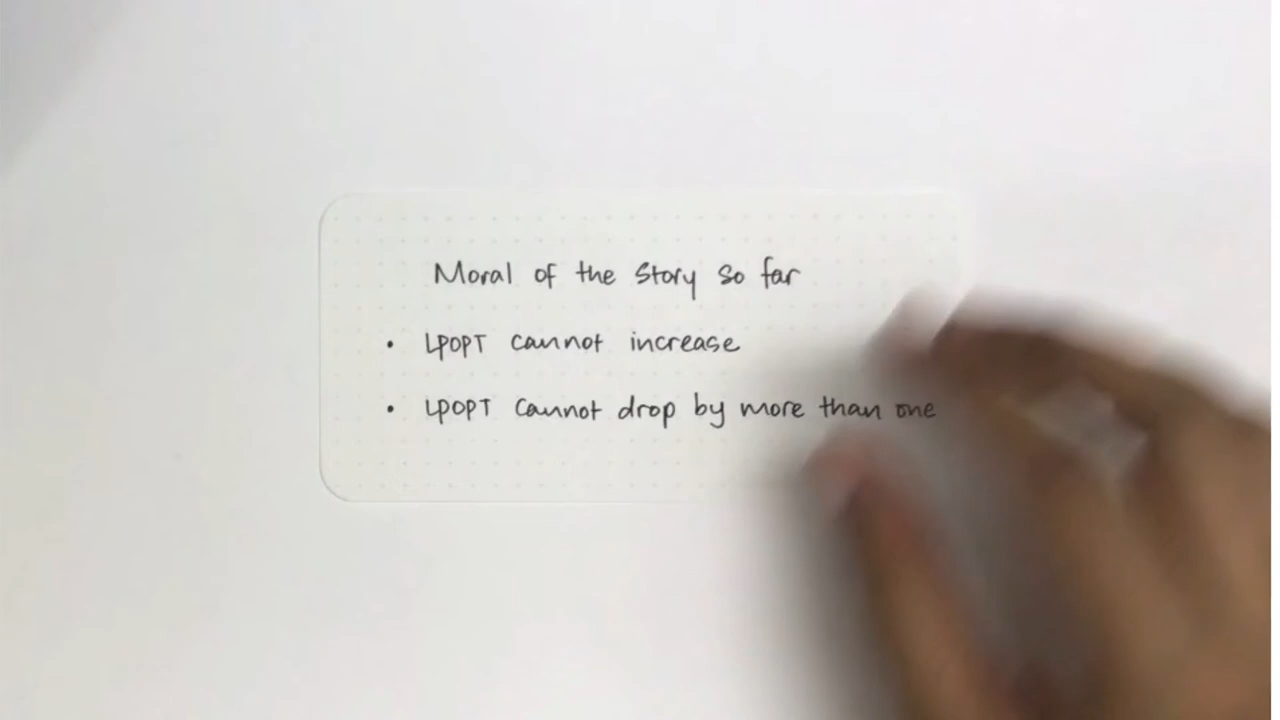 Moral of the Story so far
• LPOPT cannot increase
• LPOPT cannot drop by more than one